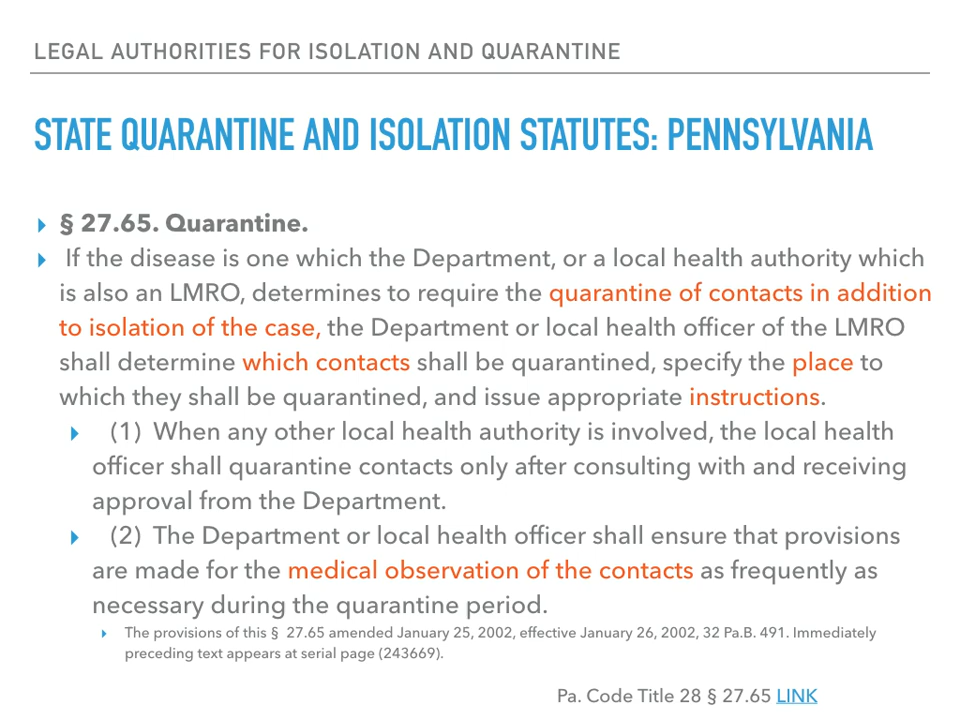 LEGAL AUTHORITIES FOR ISOLATION AND QUARANTINE
STATE QUARANTINE AND ISOLATION STATUTES: PENNSYLVANIA
§ 27.65. Quarantine.
If the disease is one which the Department, or a local health authority which
is also an LMRO, determines to require the quarantine of contacts in addition
to isolation of the case, the Department or local health officer of the LMRO
shall determine which contacts shall be quarantined, specify the place to
which they shall be quarantined, and issue appropriate instructions.
(1) When any other local health authority is involved, the local health
officer shall quarantine contacts only after consulting with and receiving
approval from the Department.
(2) The Department or local health officer shall ensure that provisions
are made for the medical observation of the contacts as frequently as
necessary during the quarantine period.
The provisions of this § 27.65 amended January 25, 2002, effective January 26, 2002, 32 Pa.B. 491. Immediately
preceding text appears at serial page (243669).
Pa. Code Title 28 § 27.65 LINK